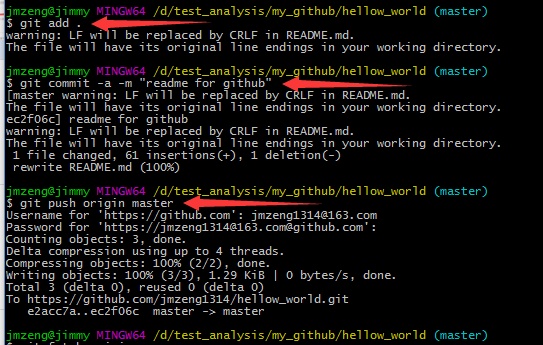 jmzeng@jimmy MINGW64 /d/test_analysis/my_github/hellow_world (master)
$ git add .
warning: LF will be replaced by CRLF in README.md.
The file will have its original line endings in your working directory.
jmzeng@jimmy MINGW64 /d/test_analysis/my_github/hellow_world (master)
$ git commit -a -m "readme for github"
[master warning: LF will be replaced by CRLF in README.md.
The file will have its original line endings in your working directory.
ec2f06c] readme for github
warning: LF will be replaced by CRLF in README.md.
The file will have its original line endings in your working directory.
 1 file changed, 61 insertions(+), 1 deletion(-)
 rewrite README.md (100%)
jmzeng@jimmy MINGW64 /d/test_analysis/my_github/hellow_world (master)
$ git push origin master
Username for 'https://github.com': jmzeng1314@163.com
Password for 'https://jmzeng1314@163.com@github.com':
Counting objects: 3, done.
Delta compression using up to 4 threads.
Compressing objects: 100% (2/2), done.
Writing objects: 100% (3/3), 1.29 KiB | 0 bytes/s, done.
Total 3 (delta 0), reused 0 (delta 0)
To https://github.com/jmzeng1314/hellow_world.git
   e2acc7a..ec2f06c  master -> master
jmzeng@jimmy MINGW64 /d/test_analysis/my_github/hellow_world (master)